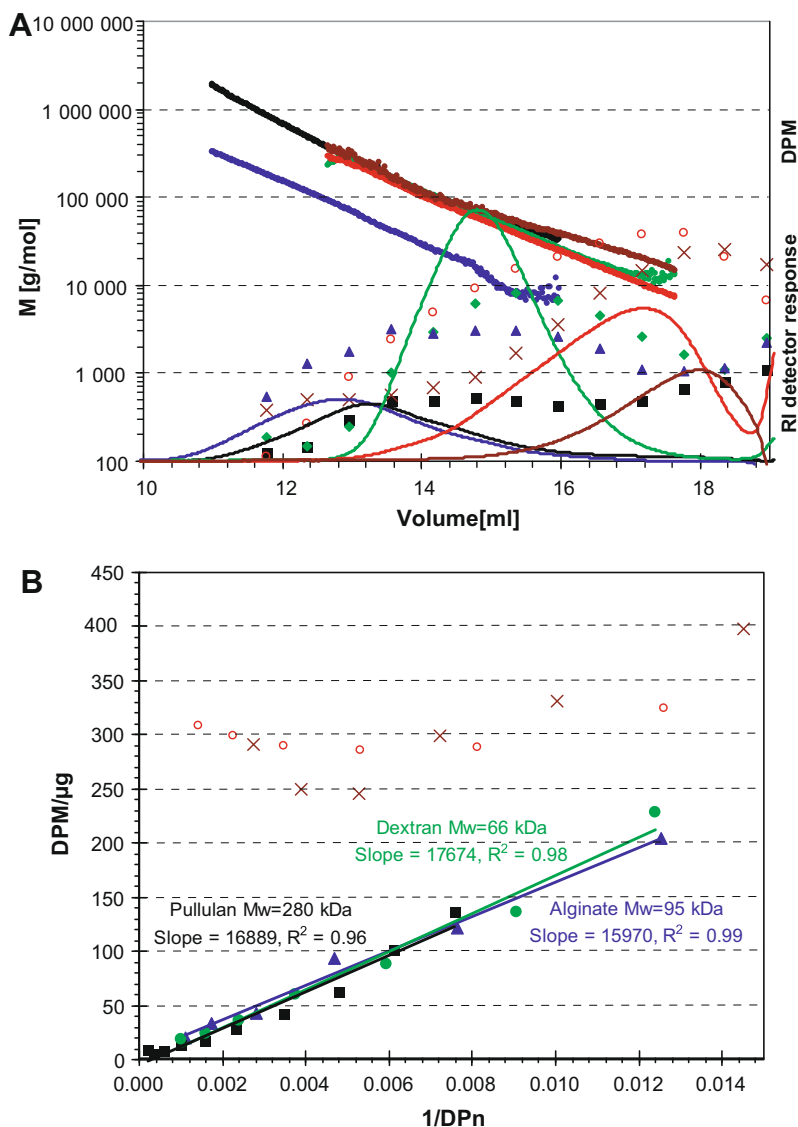 A
10 000 000
1 000 000
100 000
10 000
1 000
100
M [g/mol]
DPM
RI detector response
10 12 14 16 18
Volume[ml]
B
450
400
350
300
250
200
150
100
50
0
DPM/µg
Dextran Mw=66 kDa
Slope = 17674, R² = 0.98
Pullulan Mw=280 kDa
Slope = 16889, R² = 0.96
Alginate Mw=95 kDa
Slope = 15970, R² = 0.99
0.000 0.002 0.004 0.006 0.008 0.010 0.012 0.014
1/DPn